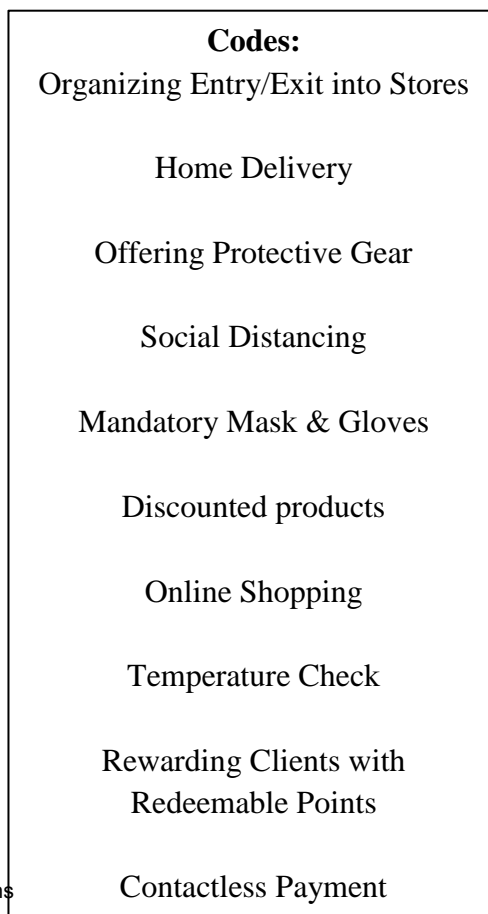 Codes:
Organizing Entry/Exit into Stores
Home Delivery
Offering Protective Gear
Social Distancing
Mandatory Mask & Gloves
Discounted products
Online Shopping
Temperature Check
Rewarding Clients with
Redeemable Points
Contactless Payment